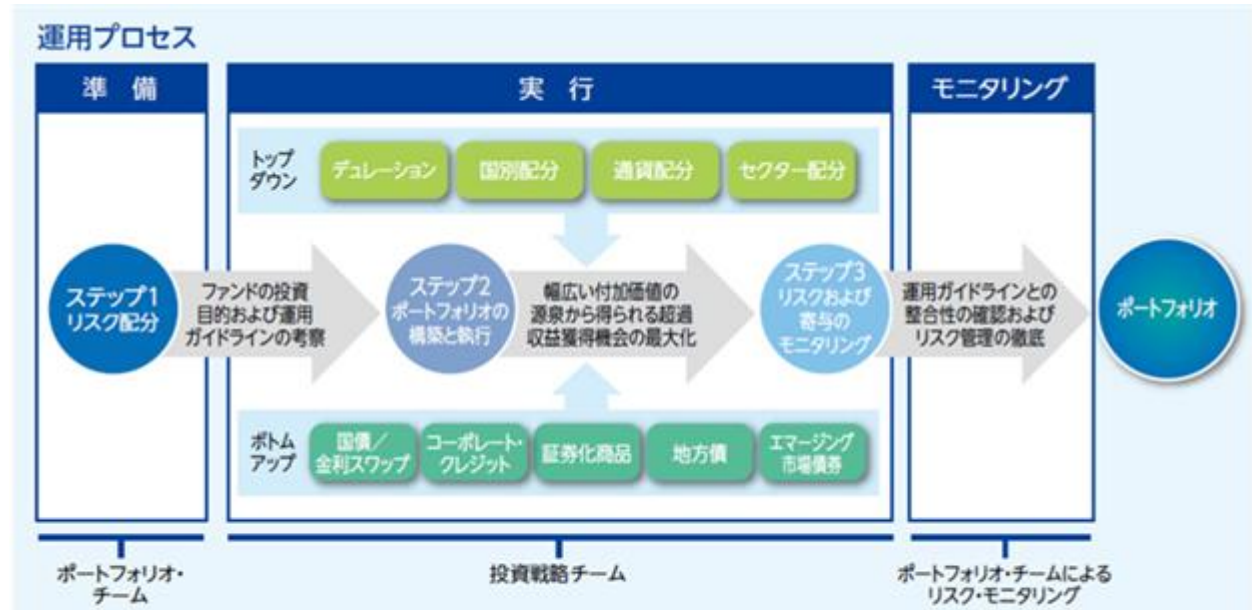 運用プロセス
準 備
実 行
モニタリング
トップ
ダウン
デュレーション
国別配分
通貨配分
セクター配分
ステップ1
リスク配分
ファンドの投資
目的および運用
ガイドラインの考察
ステップ2
ポートフォリオの
構築と執行
幅広い付加価値の
源泉から得られる超過
収益獲得機会の最大化
ステップ3
リスクおよび
寄与の
モニタリング
運用ガイドラインとの
整合性の確認および
リスク管理の徹底
ポートフォリオ
ボトム
アップ
国債／
金利スワップ
コーポレート・
クレジット
証券化商品
地方債
エマージング
市場債券
ポートフォリオ・
チーム
投資戦略チーム
ポートフォリオ・チームによる
リスク・モニタリング